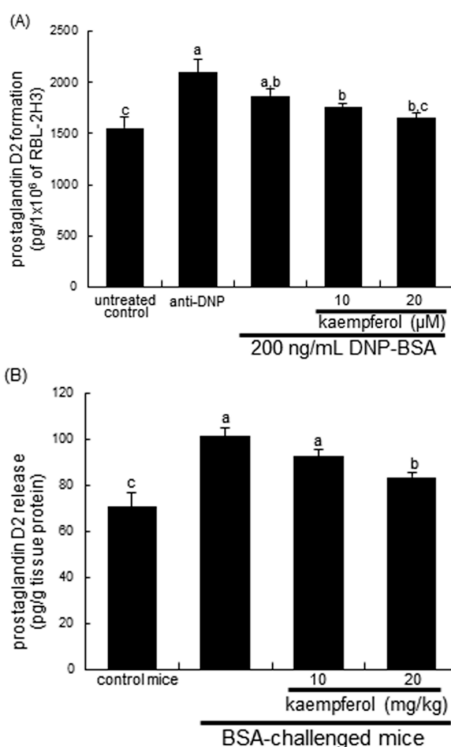 (A)
prostaglandin D2 formation
(pg/1x10⁶ of RBL-2H3)
2500
2000
1500
1000
500
0
c
a
a,b
b
b,c
untreated
control
anti-DNP
10
20
kaempferol (µM)
200 ng/mL DNP-BSA
(B)
prostaglandin D2 release
(pg/g tissue protein)
120
100
80
60
40
20
0
c
a
a
b
control mice
10
20
kaempferol (mg/kg)
BSA-challenged mice